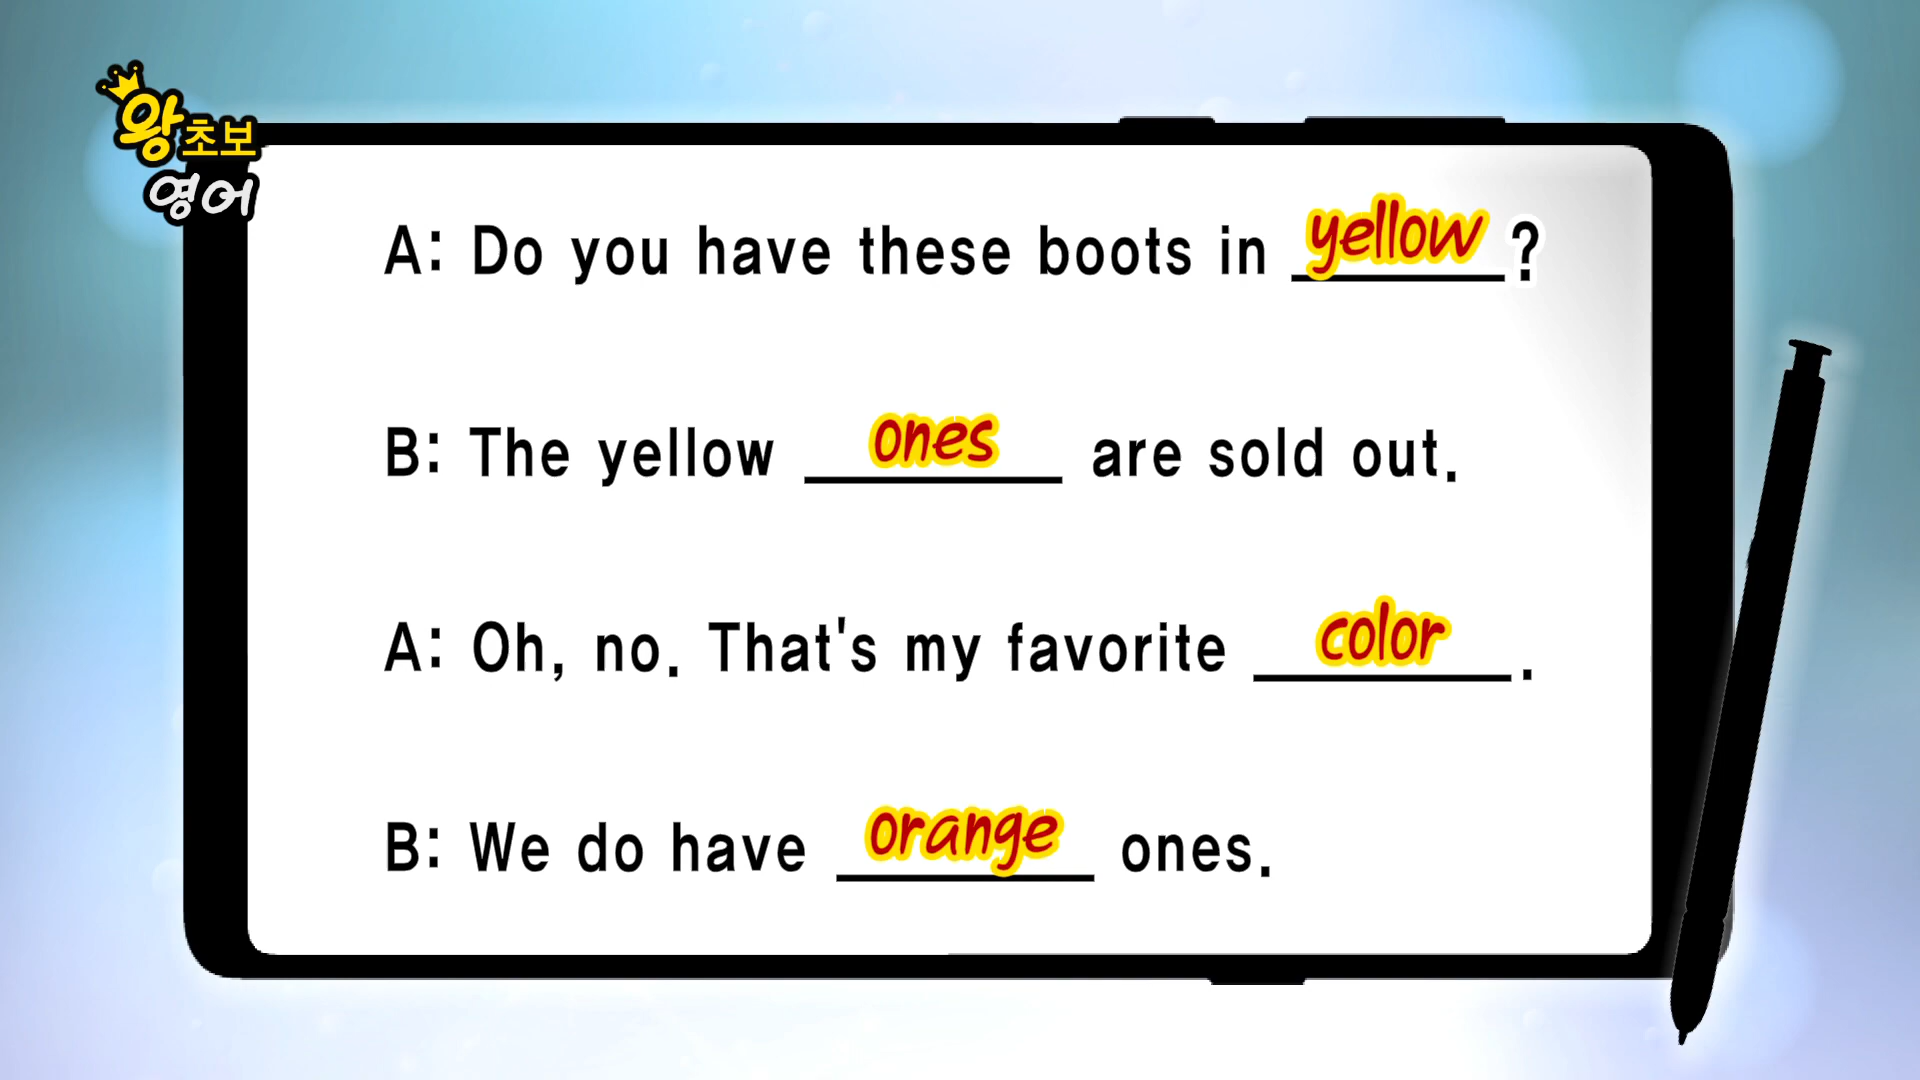 왕초보
영어
A: Do you have these boots in yellow?
B: The yellow ones are sold out.
A: Oh, no. That's my favorite color.
B: We do have orange ones.